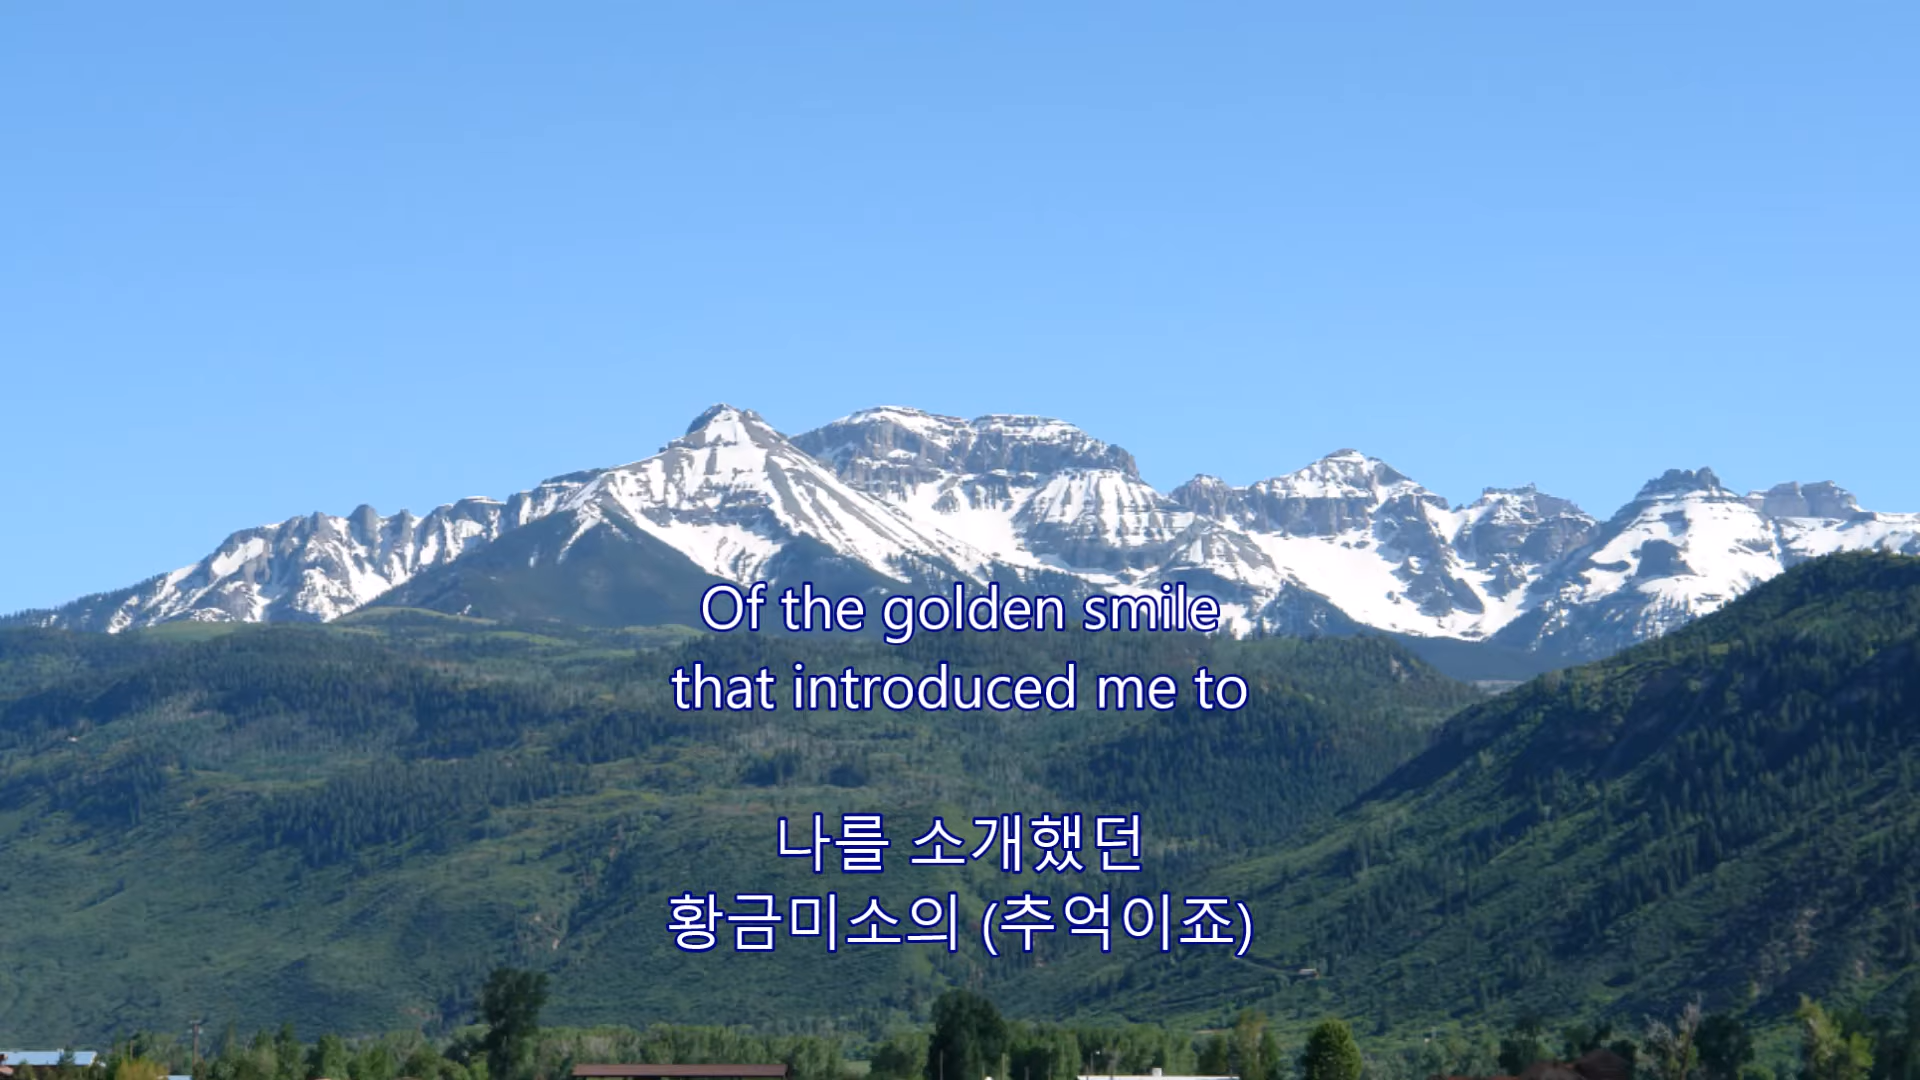 Of the golden smile
that introduced me to
나를 소개했던
황금미소의 (추억이죠)